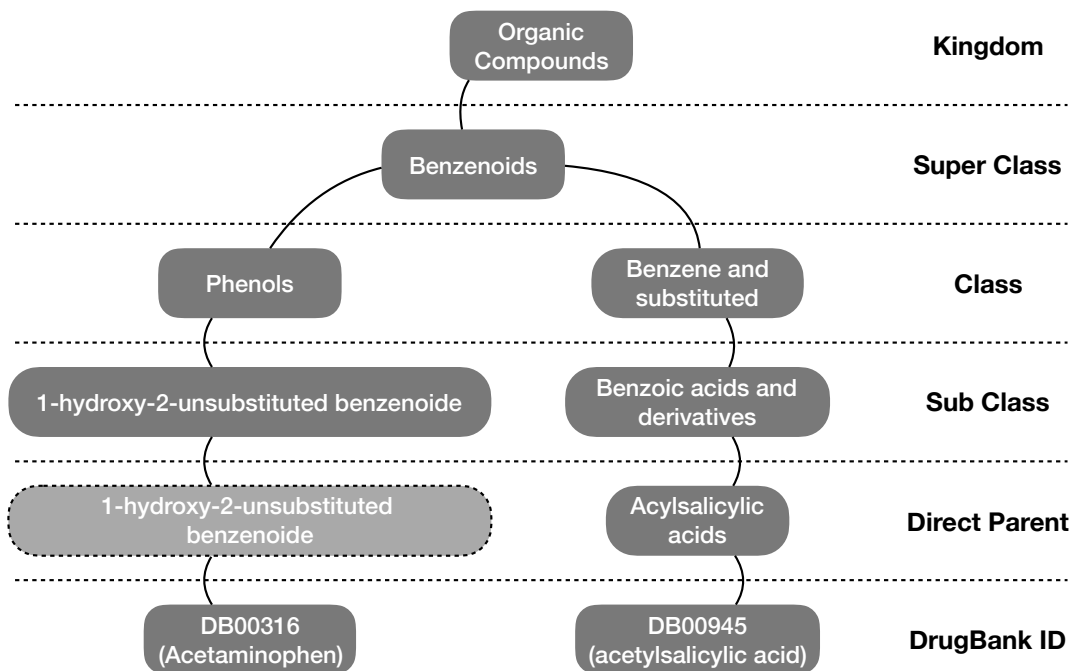 Organic
Compounds
Kingdom
Benzenoids
Super Class
Phenols
Benzene and
substituted
Class
1-hydroxy-2-unsubstituted benzenoide
Benzoic acids and
derivatives
Sub Class
1-hydroxy-2-unsubstituted
benzenoide
Acylsalicylic
acids
Direct Parent
DB00316
(Acetaminophen)
DB00945
(acetylsalicylic acid)
DrugBank ID